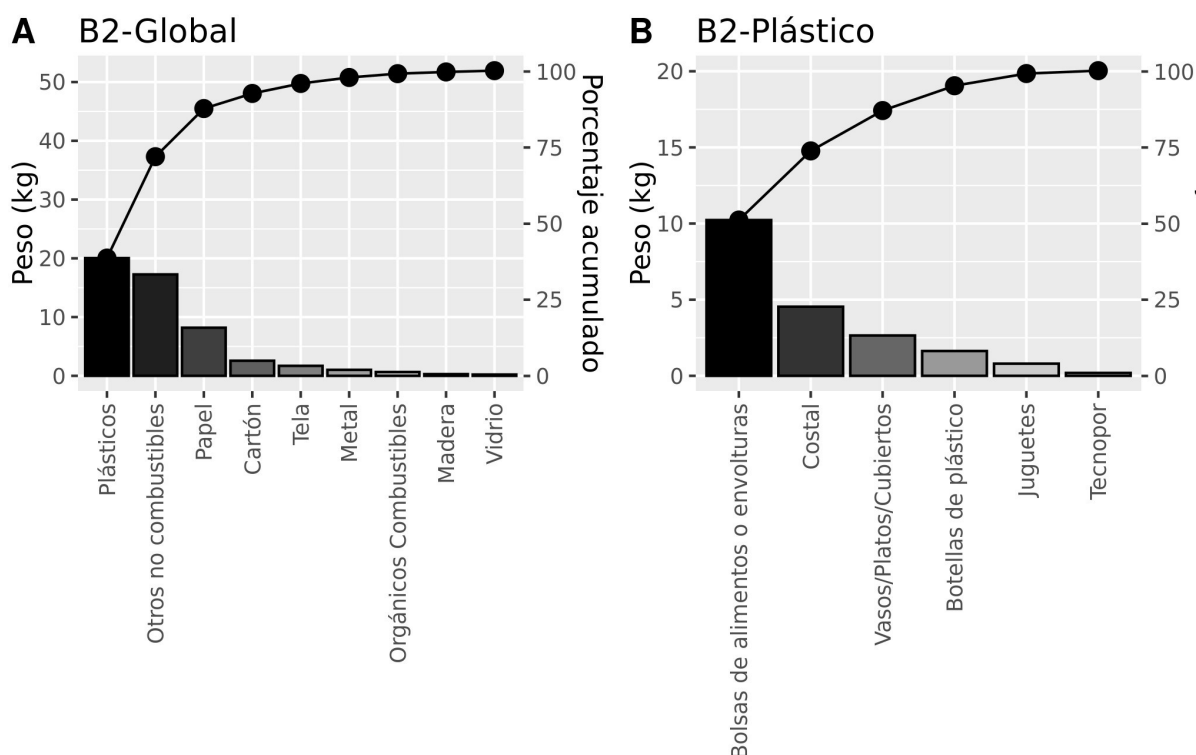 A B2-Global
Peso (kg)
50
40
30
20
10
0
100
75
50
25
0
Porcentaje acumulado
Plásticos
Otros no combustibles
Papel
Cartón
Tela
Metal
Orgánicos Combustibles
Madera
Vidrio
B B2-Plástico
Peso (kg)
20
15
10
5
0
100
75
50
25
0
Bolsas de alimentos o envolturas
Costal
Vasos/Platos/Cubiertos
Botellas de plástico
Juguetes
Tecnopor